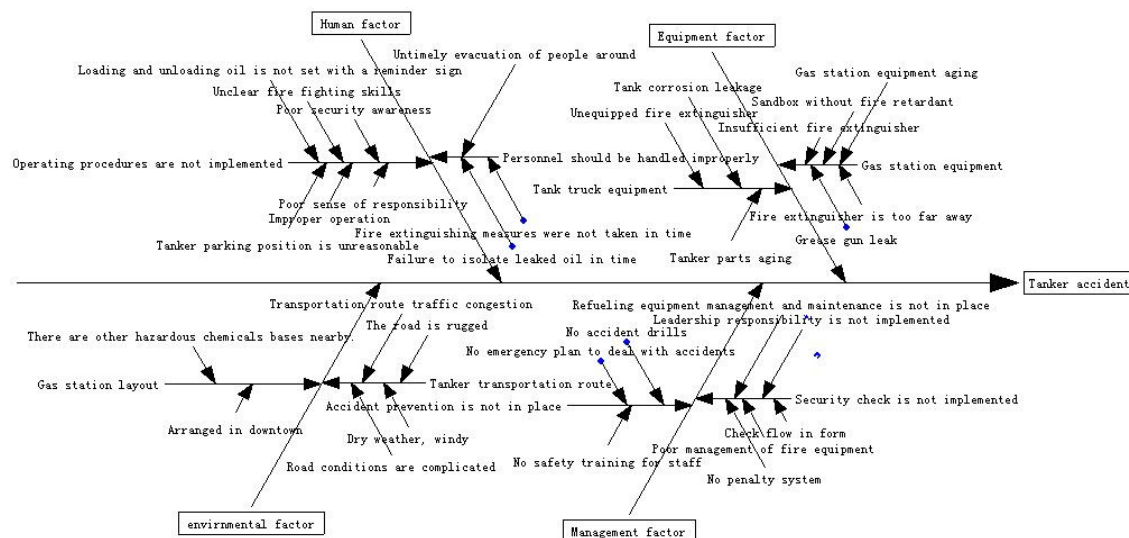 Human factor
Equipment factor
Untimely evacuation of people around
Loading and unloading oil is not set with a reminder sign
Gas station equipment aging
Unclear fire fighting skills
Tank corrosion leakage
Sandbox without fire retardant
Poor security awareness
Unequipped fire extinguisher
Insufficient fire extinguisher
Operating procedures are not implemented
Personnel should be handled improperly
Gas station equipment
Tank truck equipment
Poor sense of responsibility
Improper operation
Fire extinguisher is too far away
Fire extinguishing measures were not taken in time
Tanker parking position is unreasonable
Grease gun leak
Failure to isolate leaked oil in time
Tanker parts aging
Tanker accident
Transportation route traffic congestion
Refueling equipment management and maintenance is not in place
The road is rugged
Leadership responsibility is not implemented
There are other hazardous chemicals bases nearby.
No accident drills
No emergency plan to deal with accidents
Gas station layout
Tanker transportation route
Accident prevention is not in place
Security check is not implemented
Arranged in downtown
Dry weather, windy
Check flow in form
Poor management of fire equipment
Road conditions are complicated
No safety training for staff
No penalty system
envirnmental factor
Management factor